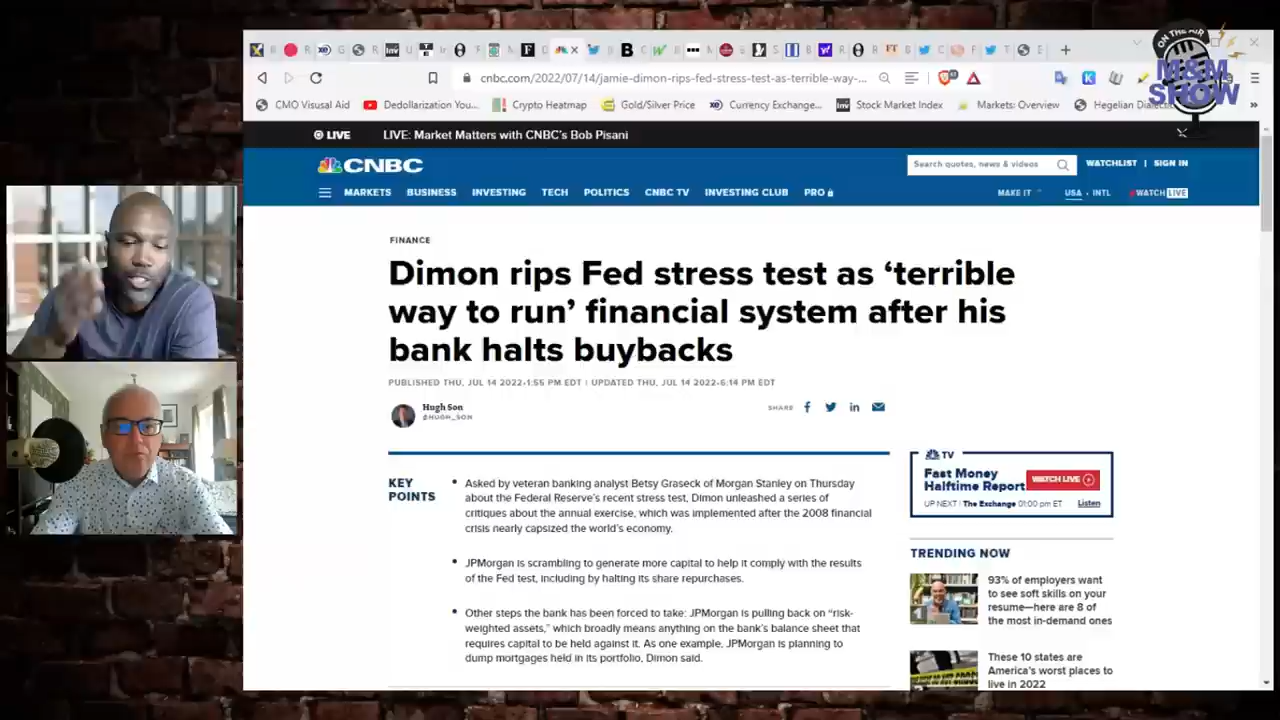 ON THE AIR
M&M
SHOW
cnbc.com/2022/07/14/jamie-dimon-rips-fed-stress-test-as-terrible-way-...
CMO Visusal Aid
Dedollarization You...
Crypto Heatmap
Gold/Silver Price
Currency Exchange...
Stock Market Index
Markets: Overview
Hegelian
LIVE
LIVE: Market Matters with CNBC's Bob Pisani
CNBC
Search quotes, news & videos
WATCHLIST
SIGN IN
MARKETS
BUSINESS
INVESTING
TECH
POLITICS
CNBC TV
INVESTING CLUB
PRO
MAKE IT
USA • INTL
WATCH LIVE
FINANCE
Dimon rips Fed stress test as ‘terrible
way to run’ financial system after his
bank halts buybacks
PUBLISHED THU, JUL 14 2022•1:55 PM EDT | UPDATED THU, JUL 14 2022•6:14 PM EDT
Hugh Son
@HUGH_SON
SHARE
KEY
POINTS
Asked by veteran banking analyst Betsy Graseck of Morgan Stanley on Thursday
about the Federal Reserve's recent stress test, Dimon unleashed a series of
critiques about the annual exercise, which was implemented after the 2008 financial
crisis nearly capsized the world's economy.
JPMorgan is scrambling to generate more capital to help it comply with the results
of the Fed test, including by halting its share repurchases.
Other steps the bank has been forced to take: JPMorgan is pulling back on “risk-
weighted assets,” which broadly means anything on the bank's balance sheet that
requires capital to be held against it. As one example, JPMorgan is planning to
dump mortgages held in its portfolio, Dimon said.
TV
Fast Money
Halftime Report
WATCH LIVE
UP NEXT | The Exchange 01:00 pm ET
Listen
TRENDING NOW
93% of employers want
to see soft skills on your
resume—here are 8 of
the most in-demand ones
These 10 states are
America's worst places to
live in 2022